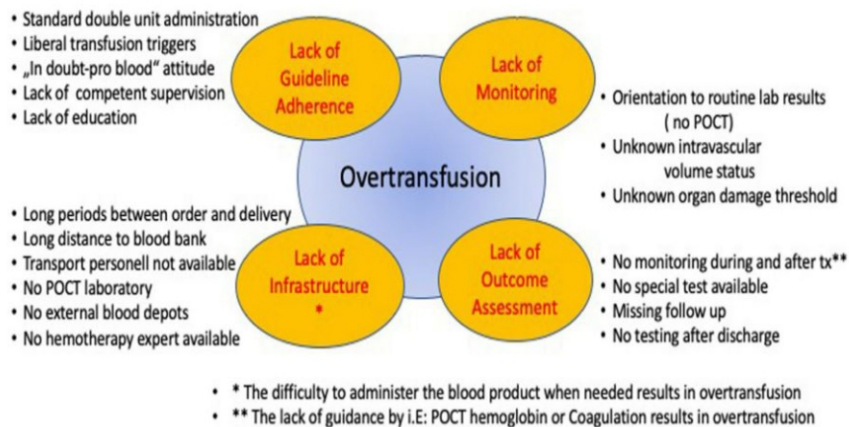 • Standard double unit administration
• Liberal transfusion triggers
• „In doubt-pro blood“ attitude
• Lack of competent supervision
• Lack of education
Lack of
Guideline
Adherence
Lack of
Monitoring
• Orientation to routine lab results
( no POCT)
• Unknown intravascular
volume status
• Unknown organ damage threshold
Overtransfusion
• Long periods between order and delivery
• Long distance to blood bank
• Transport personell not available
• No POCT laboratory
• No external blood depots
• No hemotherapy expert available
Lack of
Infrastructure
*
Lack of
Outcome
Assessment
• No monitoring during and after tx**
• No special test available
• Missing follow up
• No testing after discharge
• * The difficulty to administer the blood product when needed results in overtransfusion
• ** The lack of guidance by i.E: POCT hemoglobin or Coagulation results in overtransfusion